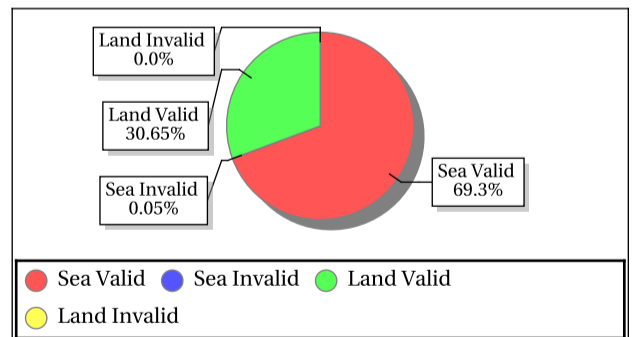 Land Invalid
0.0%
Land Valid
30.65%
Sea Invalid
0.05%
Sea Valid
69.3%
Sea Valid Sea Invalid Land Valid
Land Invalid